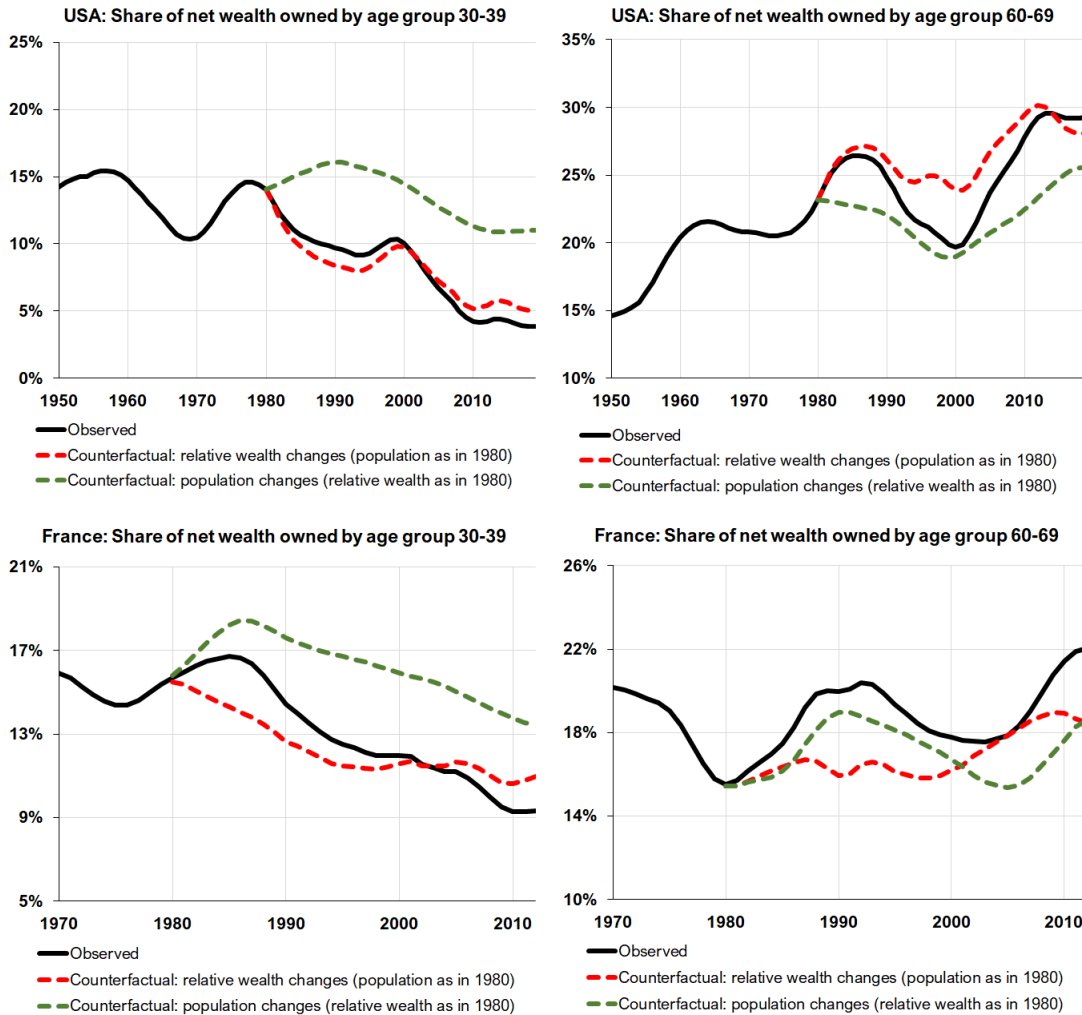 USA: Share of net wealth owned by age group 30-39
25%
20%
15%
10%
5%
0%
1950 1960 1970 1980 1990 2000 2010
Observed
Counterfactual: relative wealth changes (population as in 1980)
Counterfactual: population changes (relative wealth as in 1980)
USA: Share of net wealth owned by age group 60-69
35%
30%
25%
20%
15%
10%
1950 1960 1970 1980 1990 2000 2010
Observed
Counterfactual: relative wealth changes (population as in 1980)
Counterfactual: population changes (relative wealth as in 1980)
France: Share of net wealth owned by age group 30-39
21%
17%
13%
9%
5%
1970 1980 1990 2000 2010
Observed
Counterfactual: relative wealth changes (population as in 1980)
Counterfactual: population changes (relative wealth as in 1980)
France: Share of net wealth owned by age group 60-69
26%
22%
18%
14%
10%
1970 1980 1990 2000 2010
Observed
Counterfactual: relative wealth changes (population as in 1980)
Counterfactual: population changes (relative wealth as in 1980)